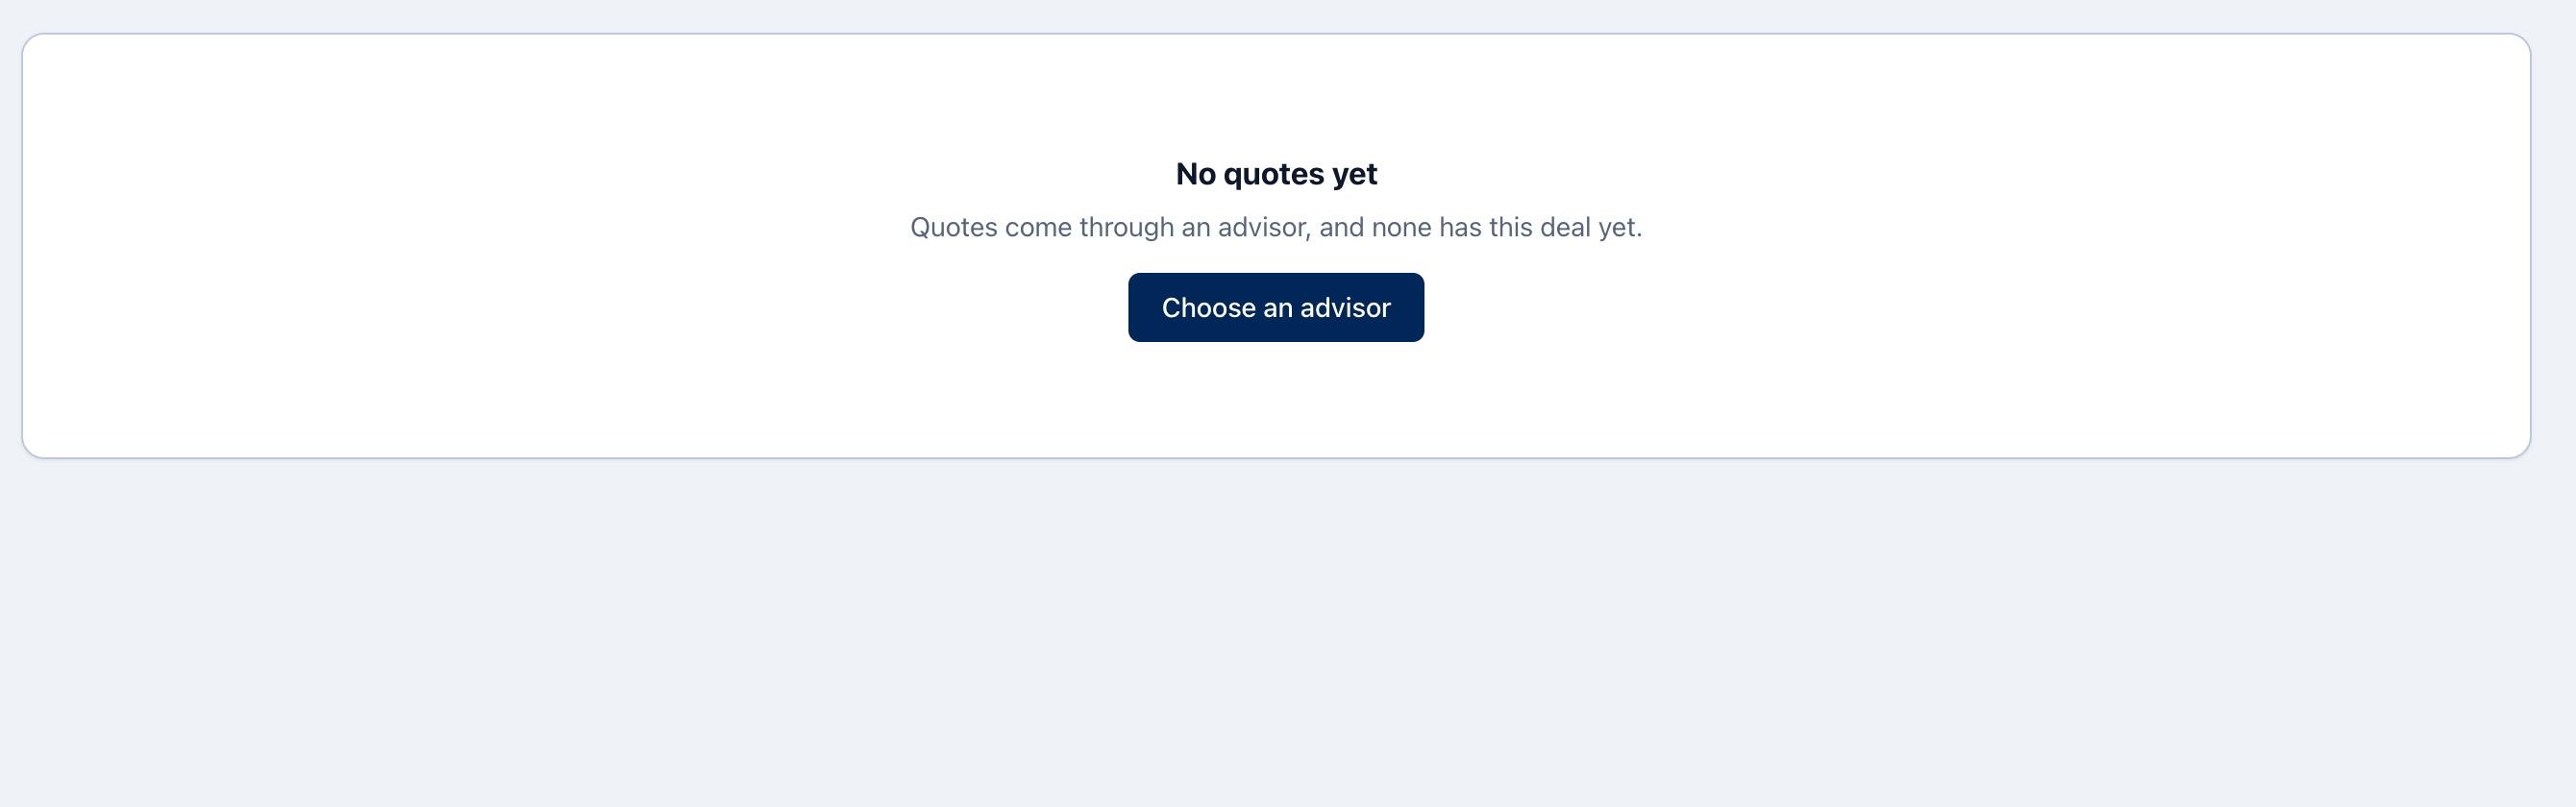 No quotes yet
Quotes come through an advisor, and none has this deal yet.
Choose an advisor